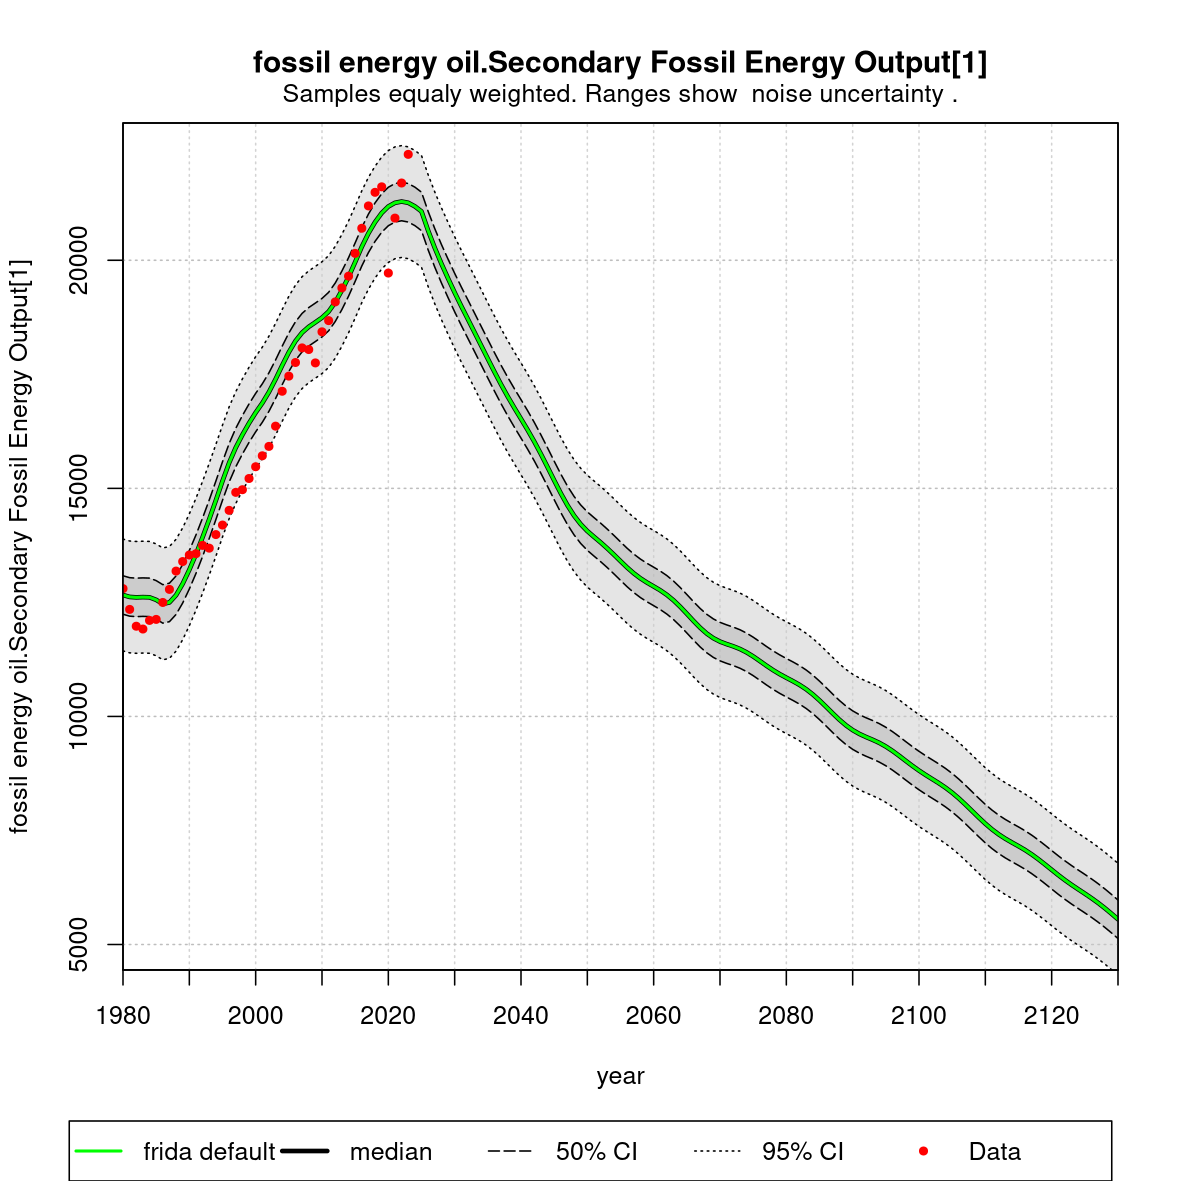 fossil energy oil.Secondary Fossil Energy Output[1]
Samples equaly weighted. Ranges show  noise uncertainty .
fossil energy oil.Secondary Fossil Energy Output[1]
20000
15000
10000
5000
1980 2000 2020 2040 2060 2080 2100 2120
year
frida default median 50% CI 95% CI Data